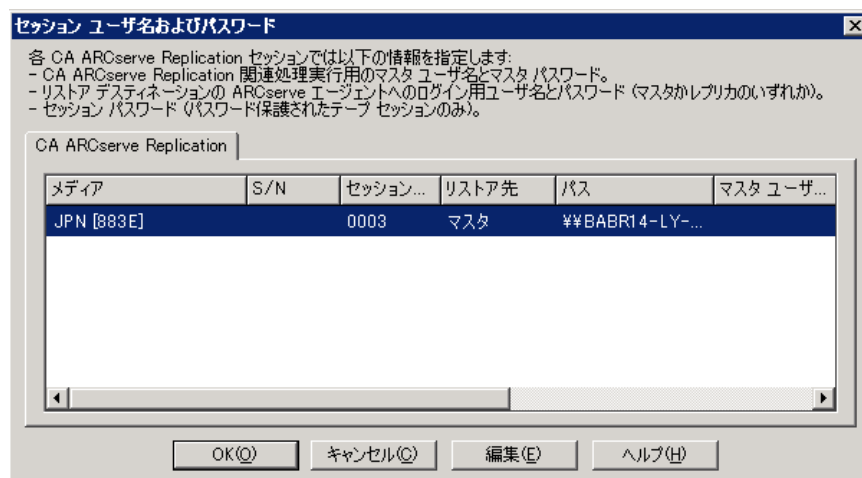 セッション ユーザ名およびパスワード
各 CA ARCserve Replication セッションでは以下の情報を指定します:
- CA ARCserve Replication 関連処理実行用のマスタ ユーザ名とマスタ パスワード。
- リストア デスティネーションの ARCserve エージェントへのログイン用ユーザ名とパスワード (マスタかレプリカのいずれか)。
- セッション パスワード (パスワード保護されたテープ セッションのみ)。
CA ARCserve Replication
メディア S/N セッション... リストア先 パス マスタ ユーザ...
JPN [883E] 0003 マスタ ¥¥BABR14-LY-...
OK(O) キャンセル(C) 編集(E) ヘルプ(H)